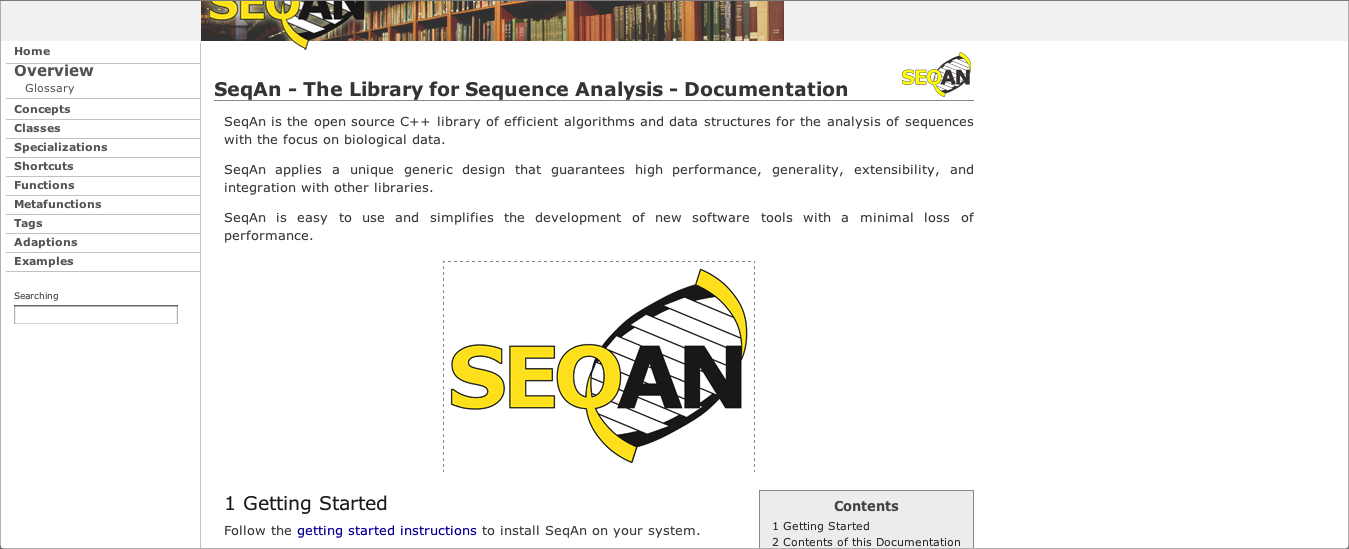 SEQAN
Home
Overview
Glossary
Concepts
Classes
Specializations
Shortcuts
Functions
Metafunctions
Tags
Adaptions
Examples
Searching
SeqAn - The Library for Sequence Analysis - Documentation
SEQAN
SeqAn is the open source C++ library of efficient algorithms and data structures for the analysis of sequences
with the focus on biological data.
SeqAn applies a unique generic design that guarantees high performance, generality, extensibility, and
integration with other libraries.
SeqAn is easy to use and simplifies the development of new software tools with a minimal loss of
performance.
SEQAN
1 Getting Started
Follow the getting started instructions to install SeqAn on your system.
Contents
1 Getting Started
2 Contents of this Documentation